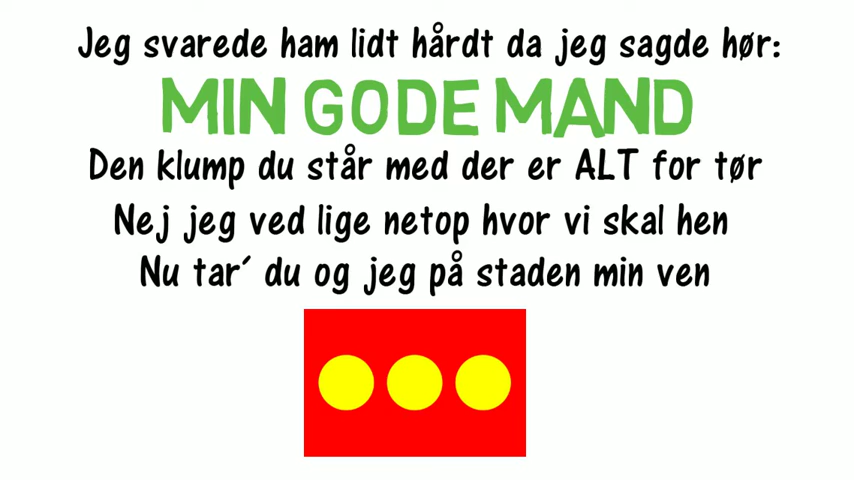 Jeg svarede ham lidt hårdt da jeg sagde hør:
MIN GODE MAND
Den klump du står med der er ALT for tør
Nej jeg ved lige netop hvor vi skal hen
Nu tar´ du og jeg på staden min ven